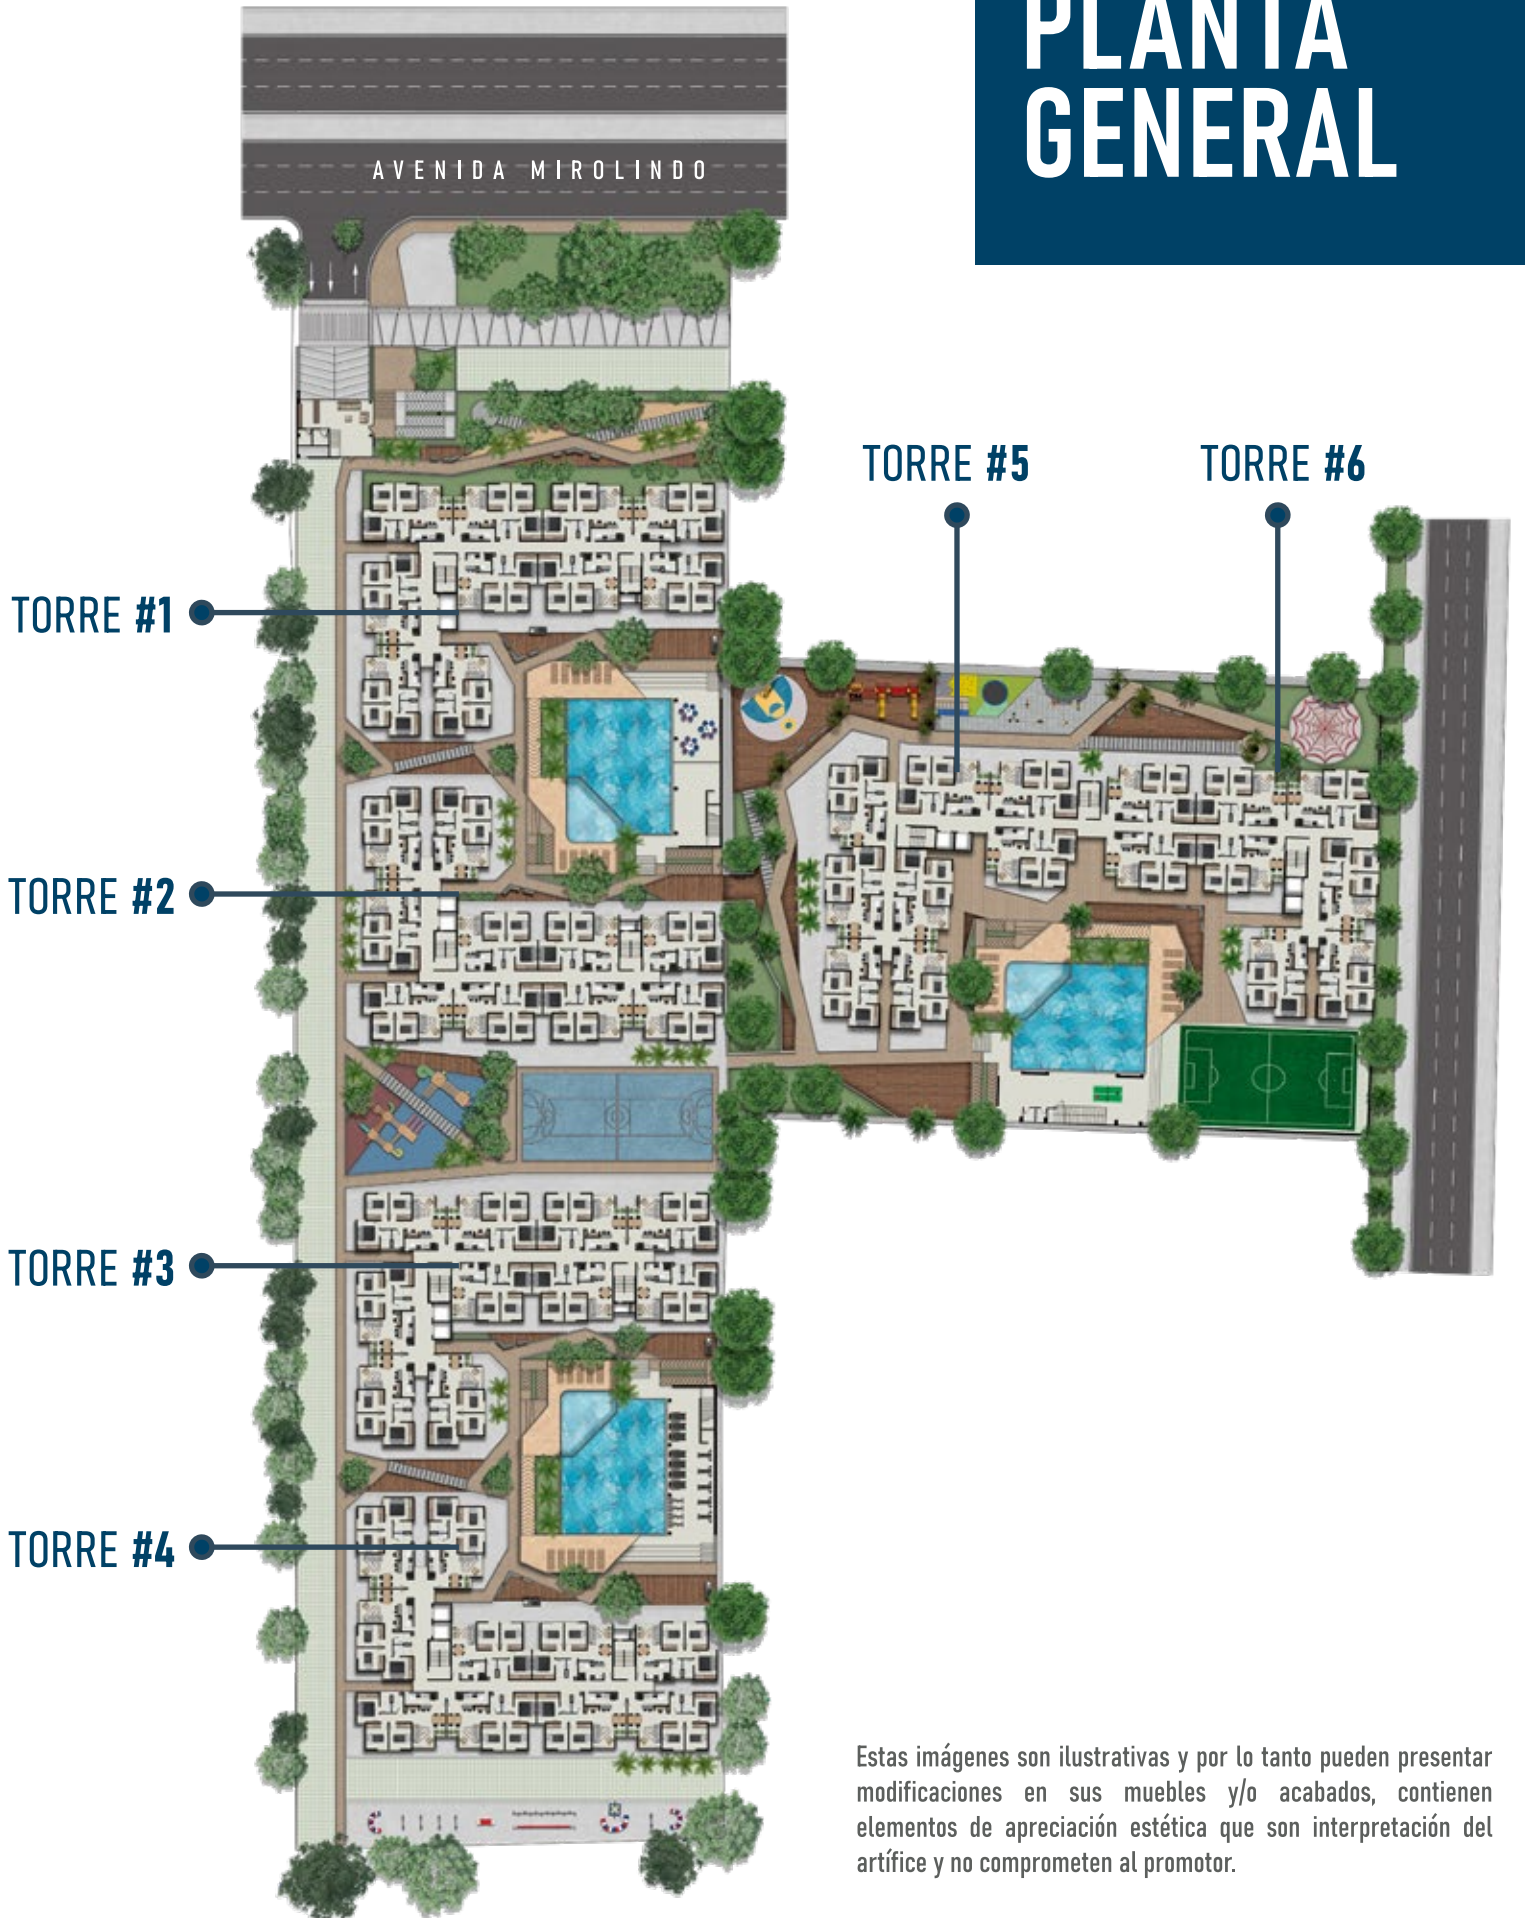 PLANTA
GENERAL
AVENIDA MIROLINDO
TORRE #5
TORRE #6
TORRE #1
TORRE #2
TORRE #3
TORRE #4
Estas imágenes son ilustrativas y por lo tanto pueden presentar
modificaciones en sus muebles y/o acabados, contienen
elementos de apreciación estética que son interpretación del
artífice y no comprometen al promotor.